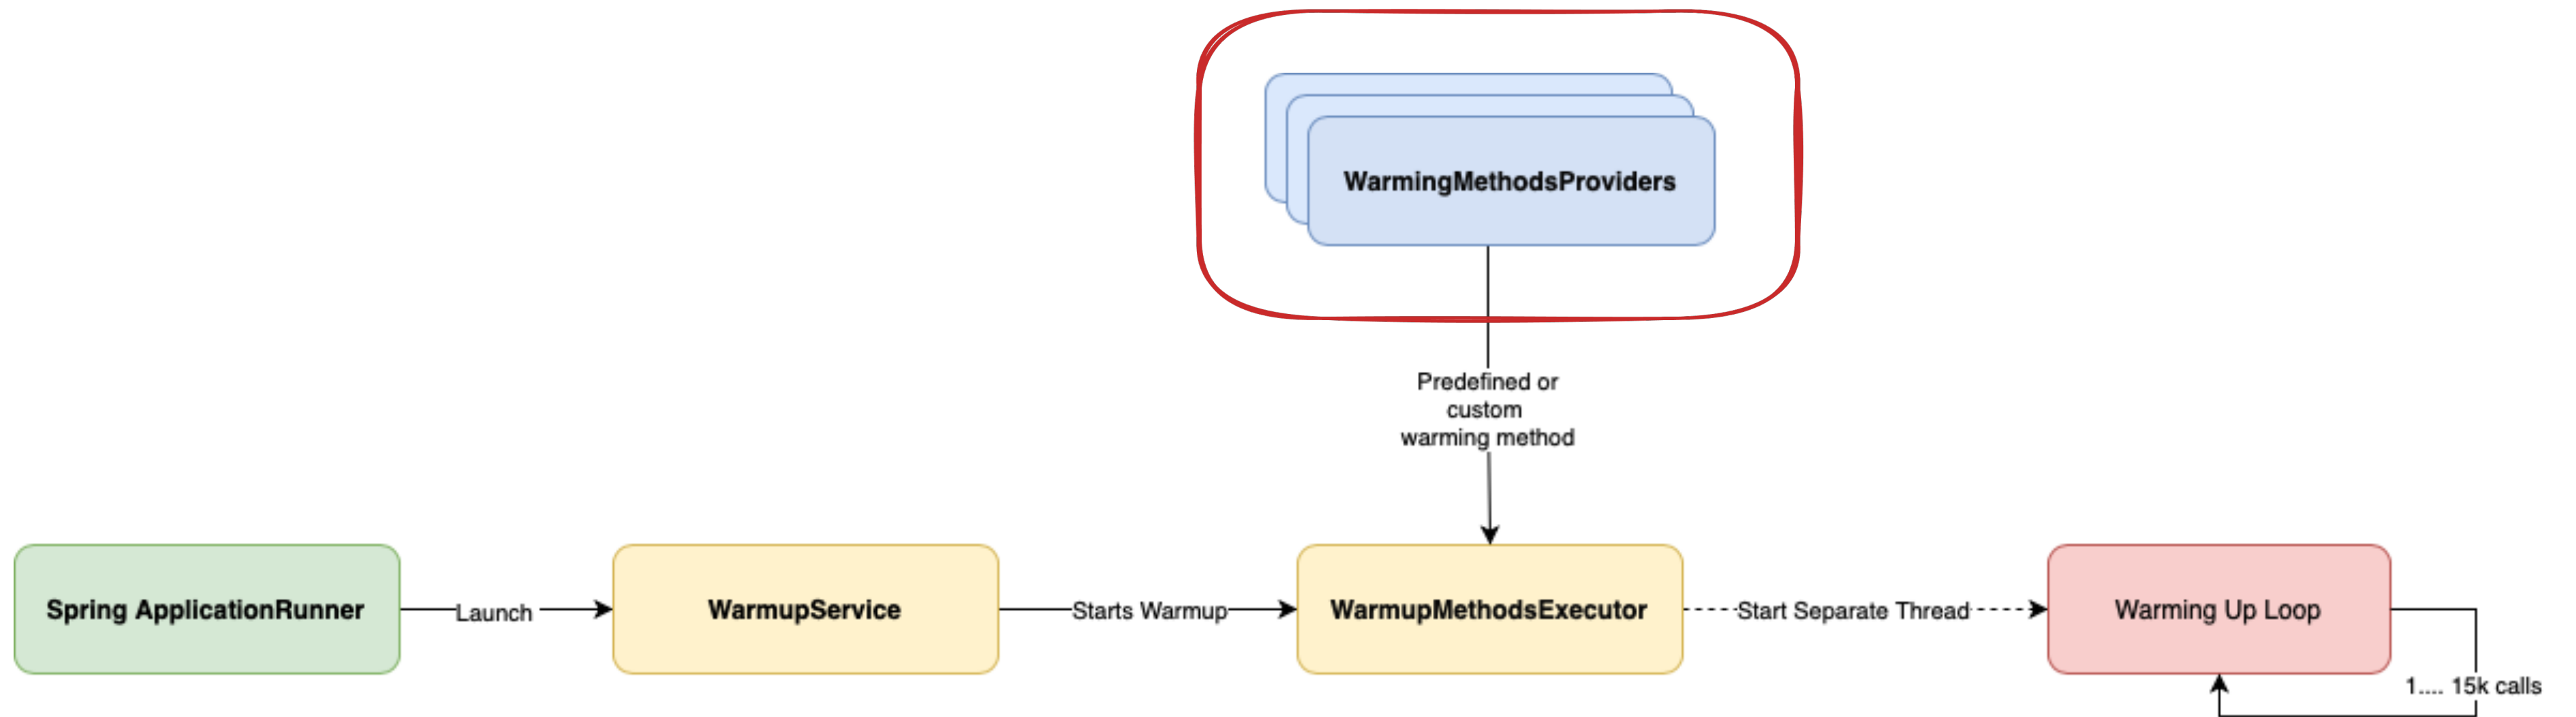 WarmingMethodsProviders
Predefined or
custom
warming method
Spring ApplicationRunner
Launch
WarmupService
Starts Warmup
WarmupMethodsExecutor
Start Separate Thread
Warming Up Loop
1.... 15k calls